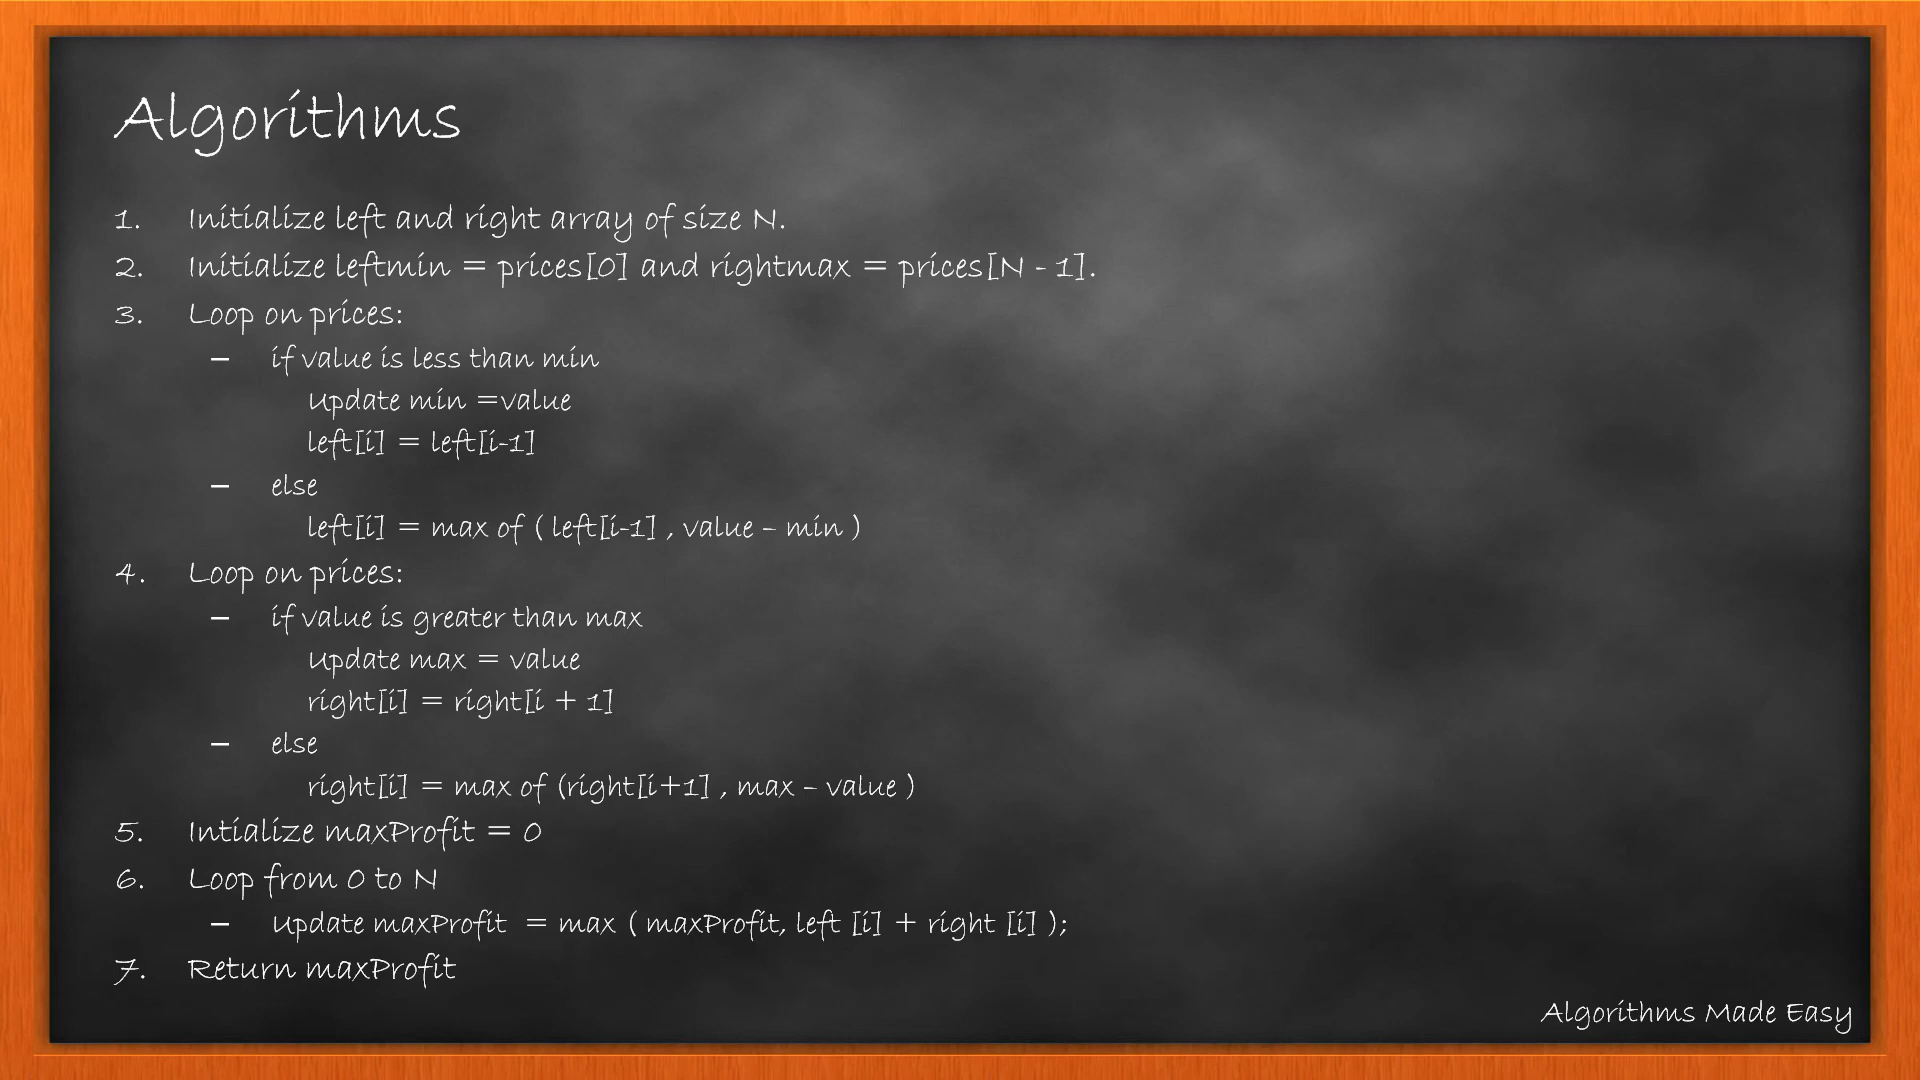 Algorithms
1. Initialize left and right array of size N.
2. Initialize leftmin = prices[0] and rightmax = prices[N - 1].
3. Loop on prices:
– if value is less than min
Update min =value
left[i] = left[i-1]
– else
left[i] = max of ( left[i-1] , value – min )
4. Loop on prices:
– if value is greater than max
Update max = value
right[i] = right[i + 1]
– else
right[i] = max of (right[i+1] , max – value )
5. Intialize maxProfit = 0
6. Loop from 0 to N
– Update maxProfit = max ( maxProfit, left [i] + right [i] );
7. Return maxProfit
Algorithms Made Easy